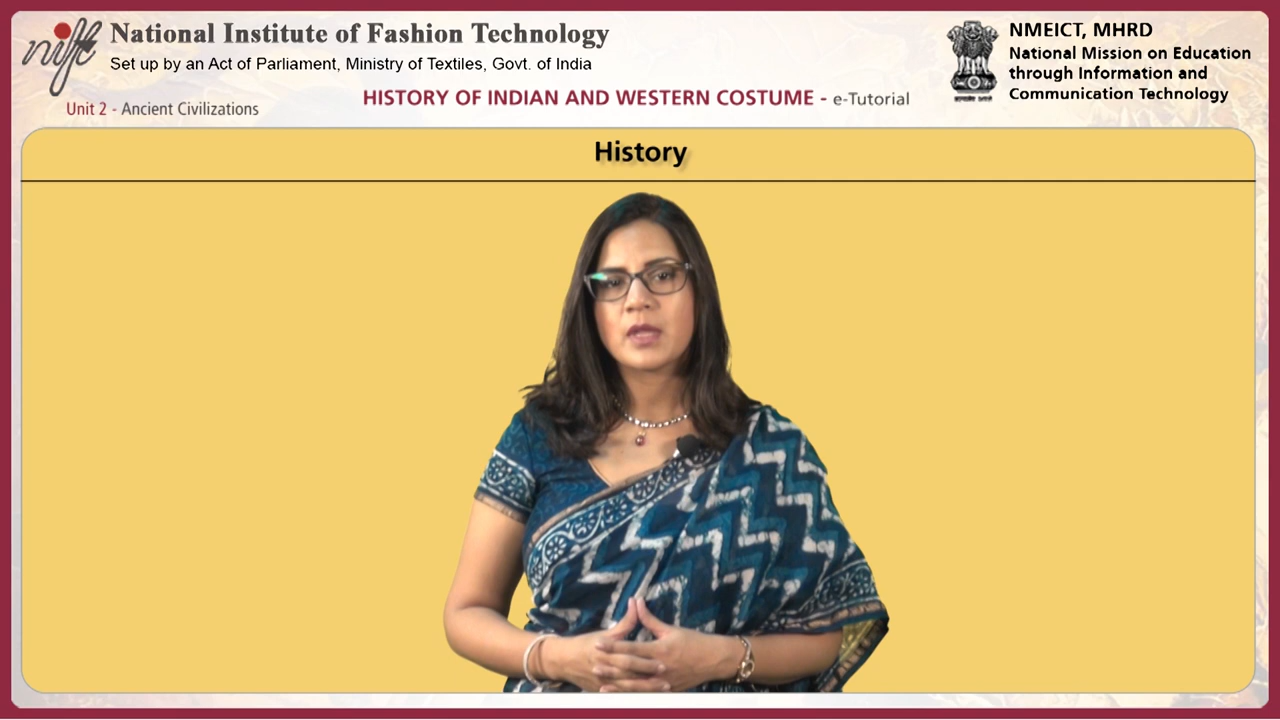 nift
National Institute of Fashion Technology
Set up by an Act of Parliament, Ministry of Textiles, Govt. of India
Unit 2 - Ancient Civilizations
HISTORY OF INDIAN AND WESTERN COSTUME - e-Tutorial
NMEICT, MHRD
National Mission on Education
through Information and
Communication Technology
History